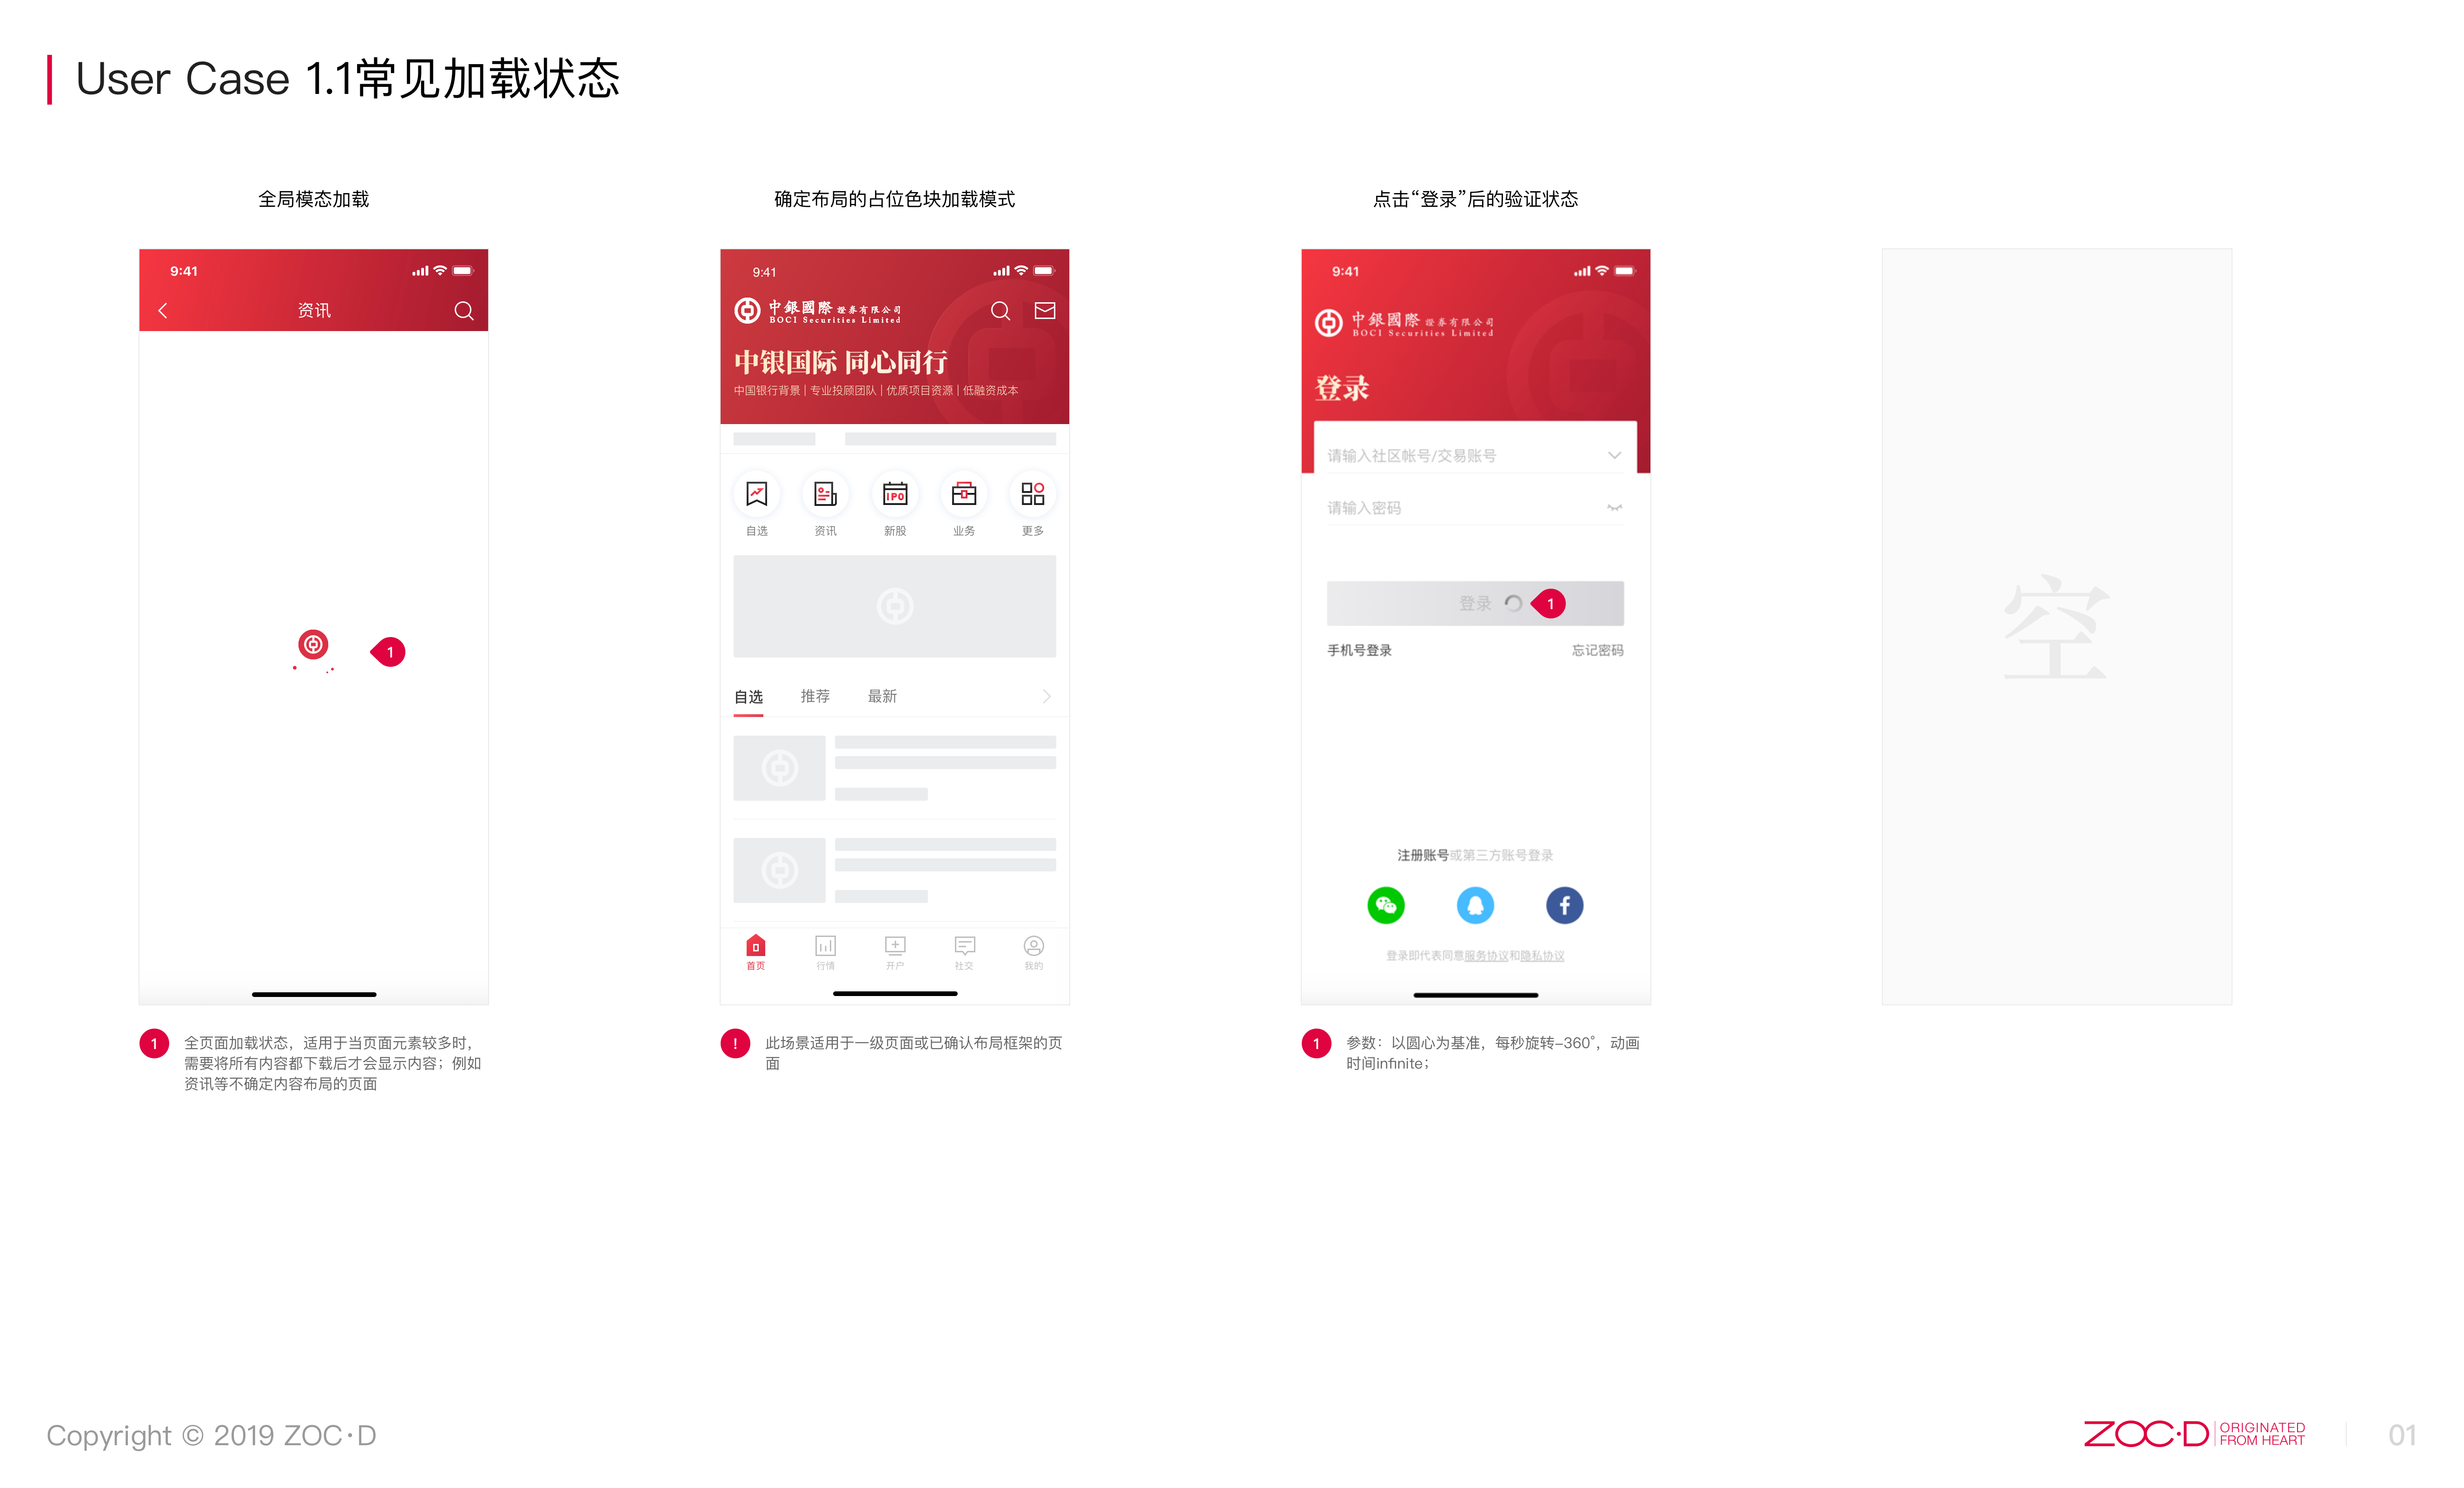 User Case 1.1常见加载状态
全局模态加载
9:41
资讯
1
1 全页面加载状态，适用于当页面元素较多时，
需要将所有内容都下载后才会显示内容；例如
资讯等不确定内容布局的页面
确定布局的占位色块加载模式
9:41
中銀國際 證券有限公司
BOCI Securities Limited
中银国际 同心同行
中国银行背景 | 专业投顾团队 | 优质项目资源 | 低融资成本
IPO
自选 资讯 新股 业务 更多
自选 推荐 最新
首页 行情 开户 社交 我的
! 此场景适用于一级页面或已确认布局框架的页
面
点击“登录”后的验证状态
9:41
中銀國際 證券有限公司
BOCI Securities Limited
登录
请输入社区帐号/交易账号
请输入密码
登录 1
手机号登录 忘记密码
注册账号或第三方账号登录
登录即代表同意服务协议和隐私协议
1 参数：以圆心为基准，每秒旋转-360°，动画
时间infinite；
空
Copyright © 2019 ZOC·D
ZOC·D ORIGINATED
FROM HEART
01